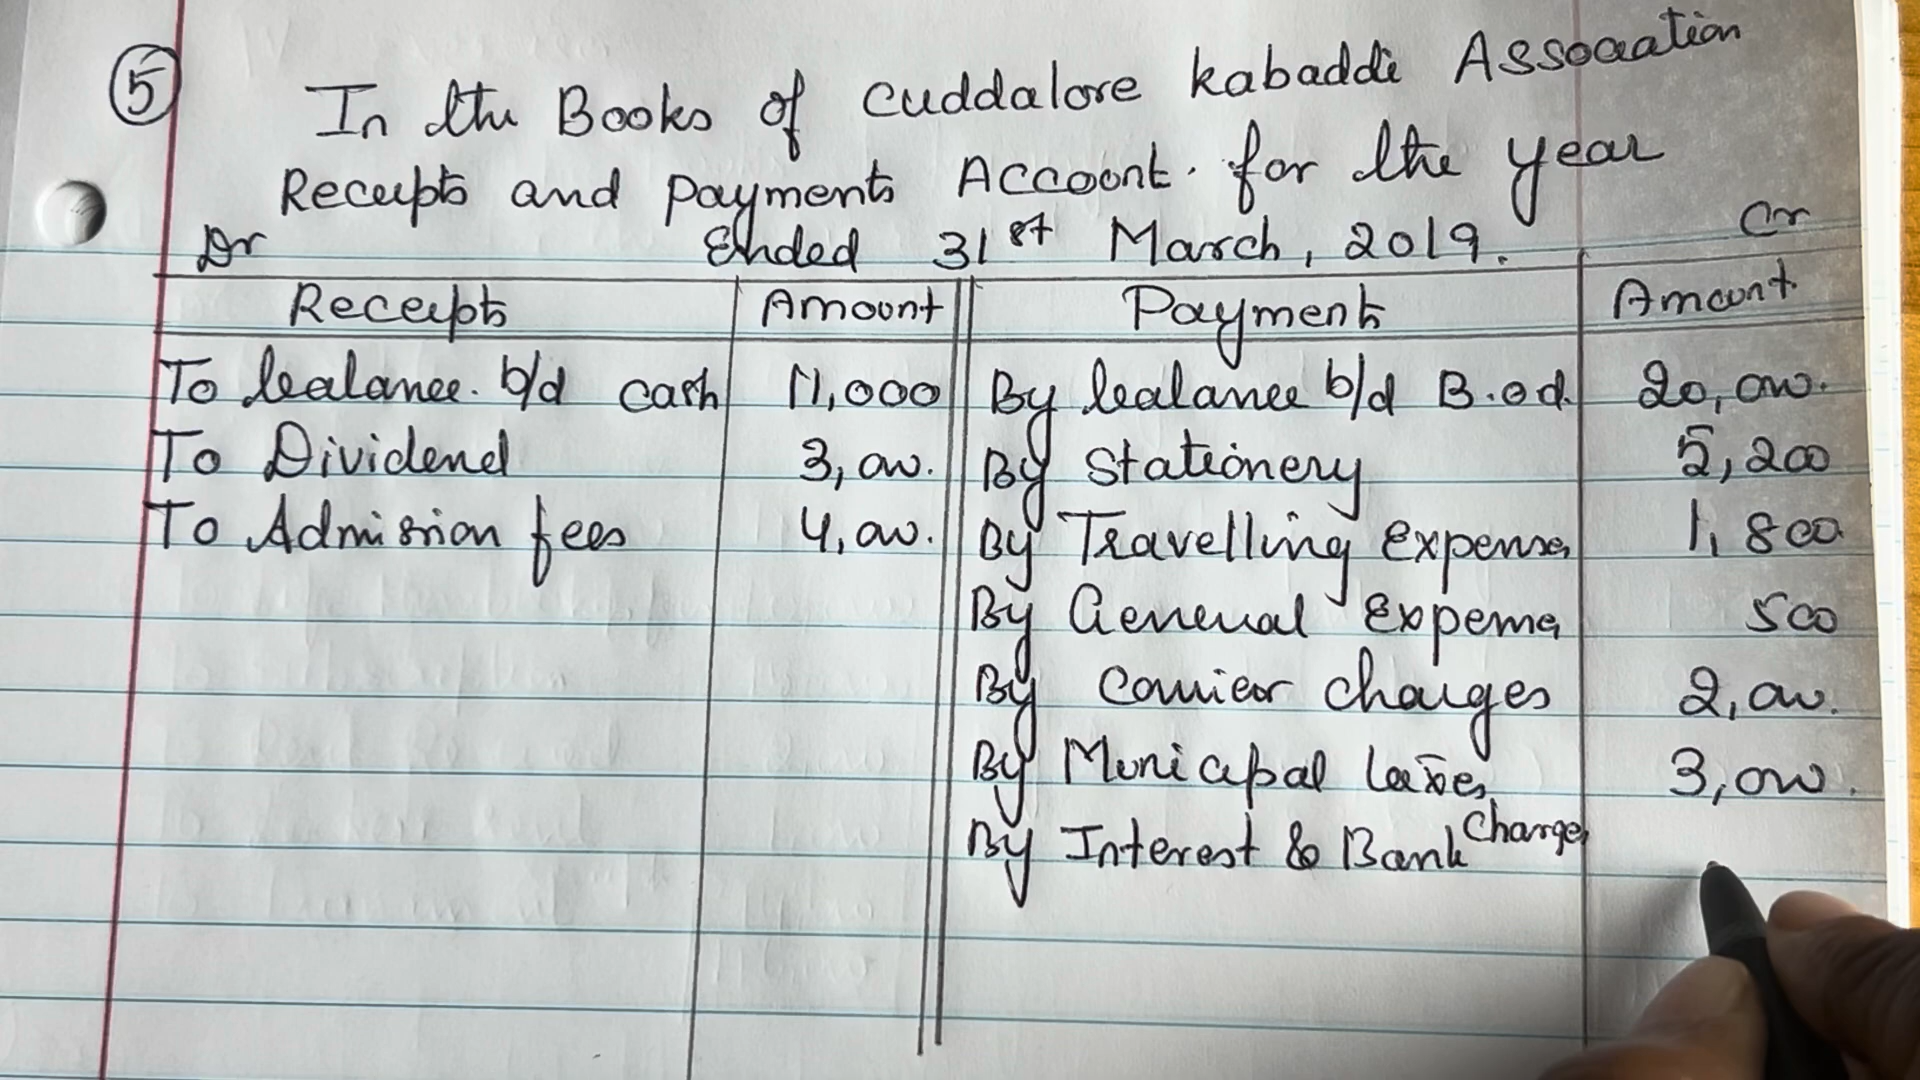 5
In the Books of Cuddalore Kabaddi Association
Receipts and Payments Account for the year
Dr Ended 31st March, 2019. Cr
Receipts Amount Payments Amount
To balance b/d cash 11,000 By balance b/d B.od. 20,000
To Dividend 3,000 By Stationery 5,200
To Admission fees 4,000 By Travelling Expenses 1,800
By General Expenses 500
By Courier charges 2,000
By Municipal taxes 3,000
By Interest & Bank Charges